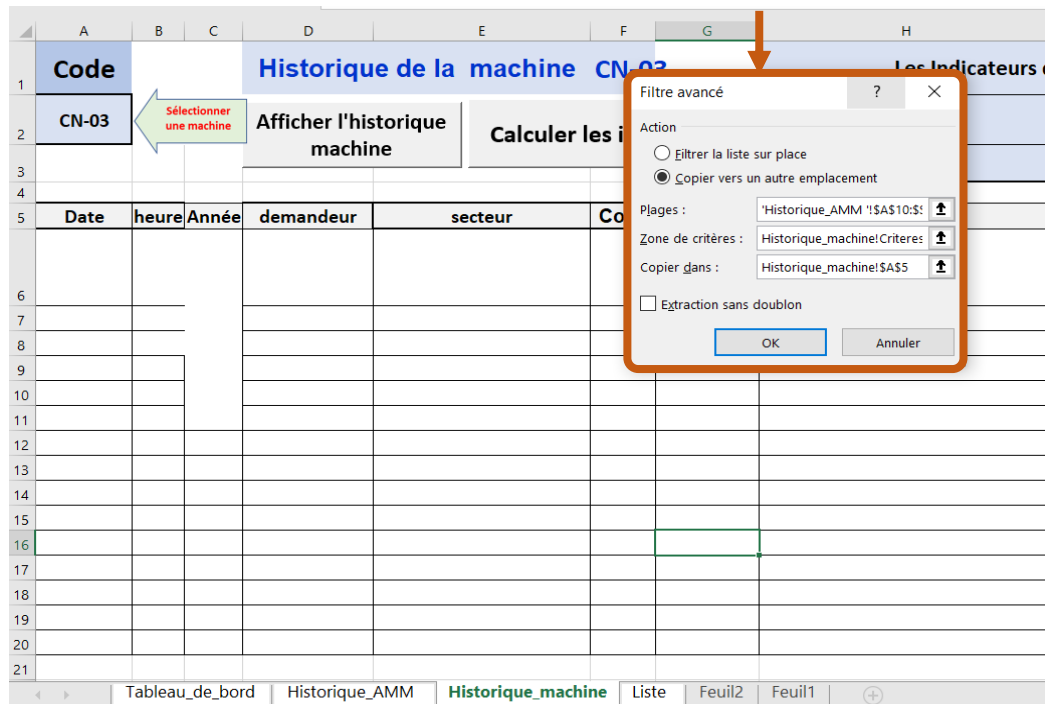 A B C D E F G H
1 Code Historique de la machine CN-03 Les Indicateurs
2 CN-03 Sélectionner une machine Afficher l'historique machine Calculer les i
3
4
5 Date heure Année demandeur secteur Co
6
7
8
9
10
11
12
13
14
15
16
17
18
19
20
21
Filtre avancé ? ×
Action
Filtrer la liste sur place
Copier vers un autre emplacement
Plages : 'Historique_AMM '!$A$10:$
Zone de critères : Historique_machine!Criteres
Copier dans : Historique_machine!$A$5
Extraction sans doublon
OK Annuler
Tableau_de_bord Historique_AMM Historique_machine Liste Feuil2 Feuil1